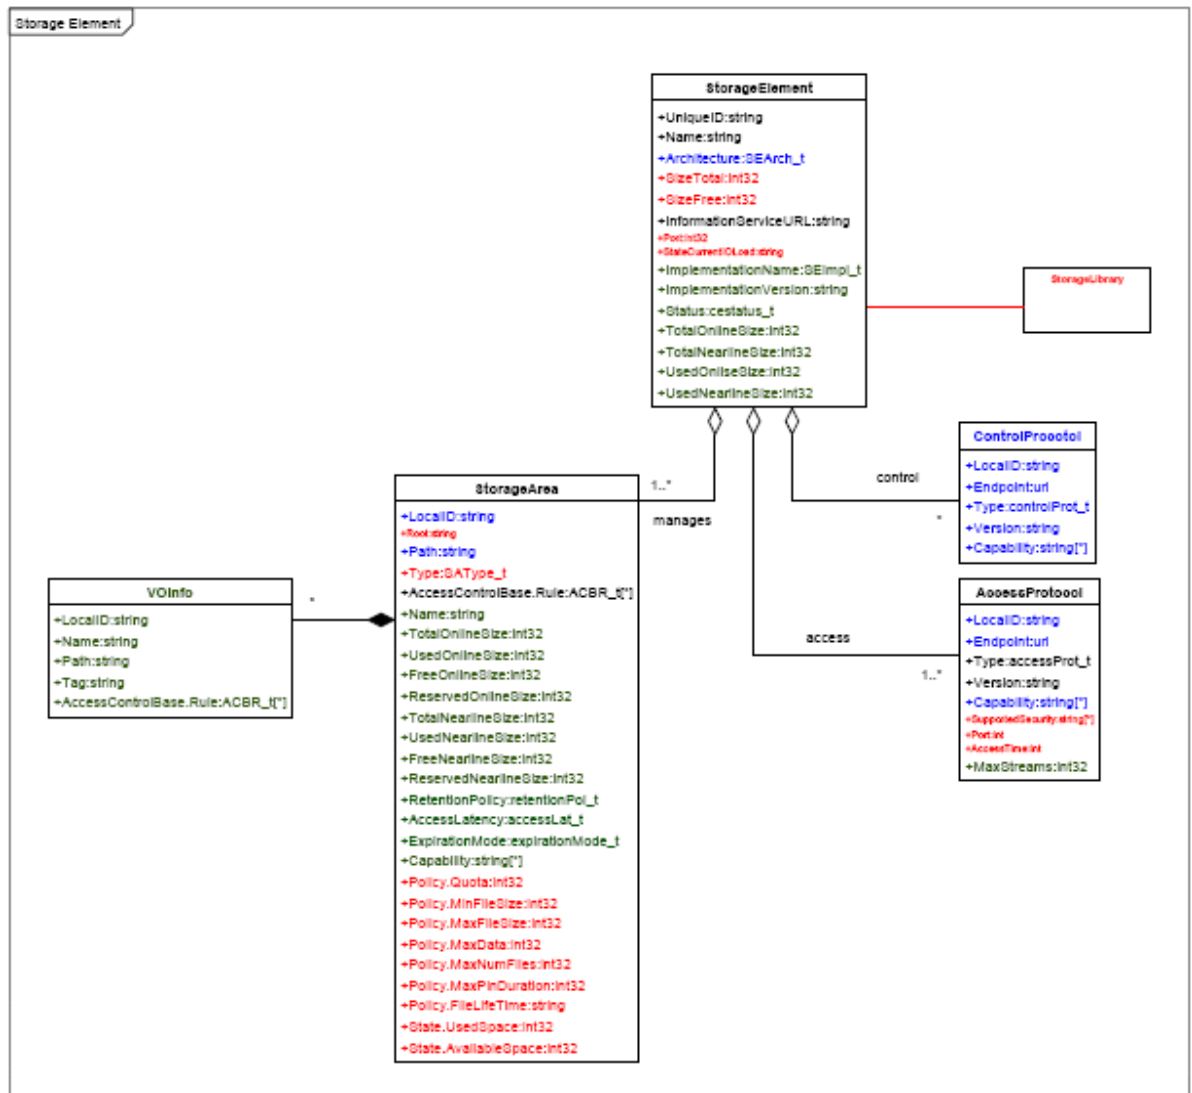 Storage Element
StorageElement
+UniqueID:string
+Name:string
+Architecture:SEArch_t
+SizeTotal:int32
+SizeFree:int32
+InformationServiceURL:string
+Port:int32
+StateCurrentIOLoad:string
+ImplementationName:SEImpl_t
+ImplementationVersion:string
+Status:cestatus_t
+TotalOnlineSize:int32
+TotalNearlineSize:int32
+UsedOnlineSize:int32
+UsedNearlineSize:int32
StorageLibrary
ControlProoctol
+LocalID:string
+Endpoint:uri
+Type:controlProt_t
+Version:string
+Capability:string[*]
control
*
1..*
manages
StorageArea
+LocalID:string
+Root:string
+Path:string
+Type:SAType_t
+AccessControlBase.Rule:ACBR_t[*]
+Name:string
+TotalOnlineSize:int32
+UsedOnlineSize:int32
+FreeOnlineSize:int32
+ReservedOnlineSize:int32
+TotalNearlineSize:int32
+UsedNearlineSize:int32
+FreeNearlineSize:int32
+ReservedNearlineSize:int32
+RetentionPolicy:retentionPol_t
+AccessLatency:accessLat_t
+ExpirationMode:expirationMode_t
+Capability:string[*]
+Policy.Quota:int32
+Policy.MinFileSize:int32
+Policy.MaxFileSize:int32
+Policy.MaxData:int32
+Policy.MaxNumFiles:int32
+Policy.MaxPinDuration:int32
+Policy.FileLifeTime:string
+State.UsedSpace:int32
+State.AvailableSpace:int32
VOInfo
+LocalID:string
+Name:string
+Path:string
+Tag:string
+AccessControlBase.Rule:ACBR_t[*]
*
access
1..*
AccessProtocol
+LocalID:string
+Endpoint:uri
+Type:accessProt_t
+Version:string
+Capability:string[*]
+SupportedSecurity:string[*]
+Port:int
+AccessTime:int
+MaxStreams:int32